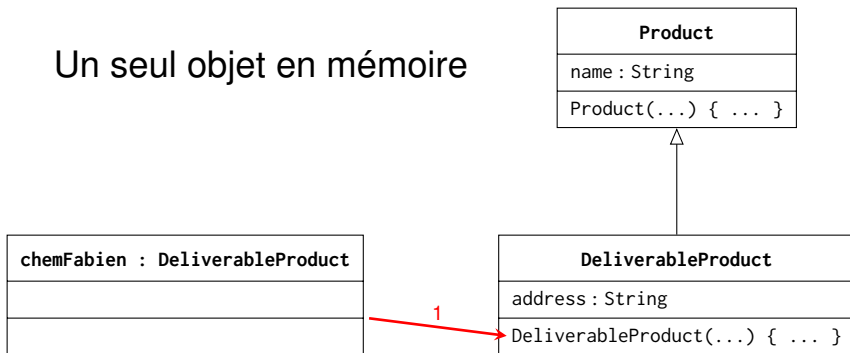 Un seul objet en mémoire
Product
name : String
Product(...) { ... }
chemFabien : DeliverableProduct
1
DeliverableProduct
address : String
DeliverableProduct(...) { ... }